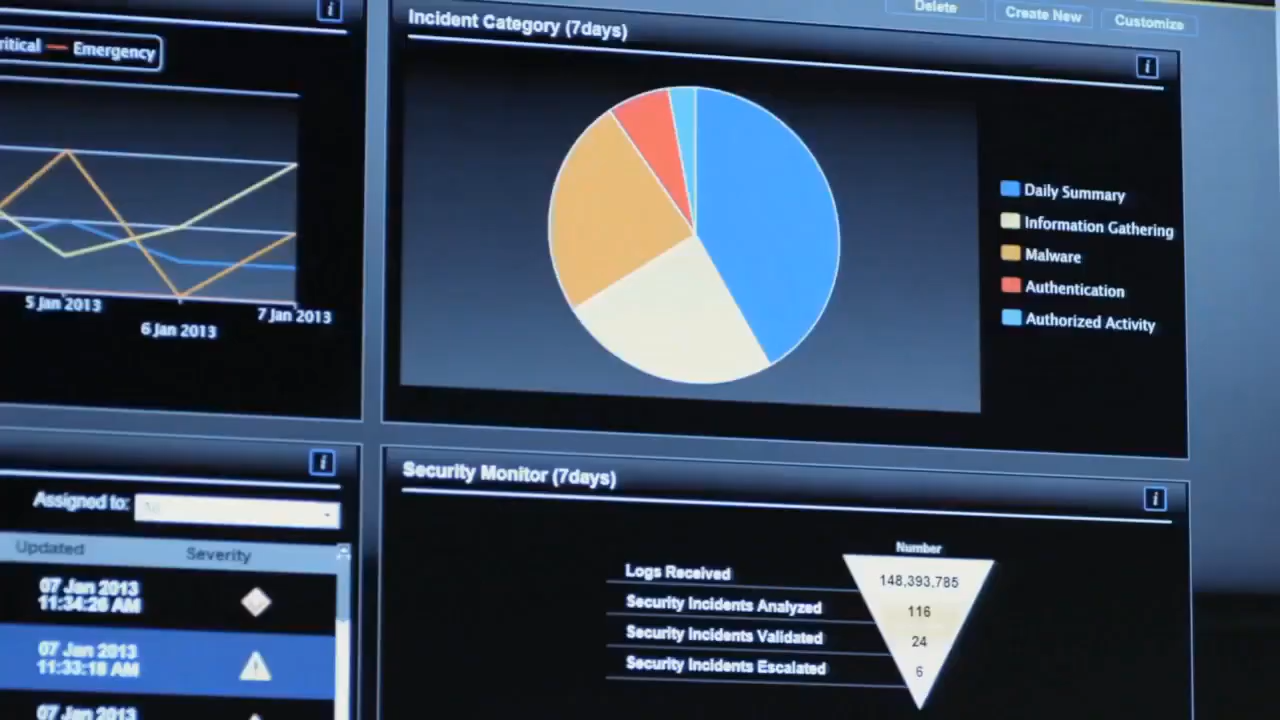 Delete
Create New
Customize
i
Incident Category (7days)
i
ritical
Emergency
5 Jan 2013
6 Jan 2013
7 Jan 2013
Daily Summary
Information Gathering
Malware
Authentication
Authorized Activity
i
Assigned to:
Updated
Severity
07 Jan 2013
11:34:26 AM
07 Jan 2013
11:33:18 AM
07 Jan 2013
Security Monitor (7days)
i
Number
Logs Received
148,393,785
Security Incidents Analyzed
116
Security Incidents Validated
24
Security Incidents Escalated
6